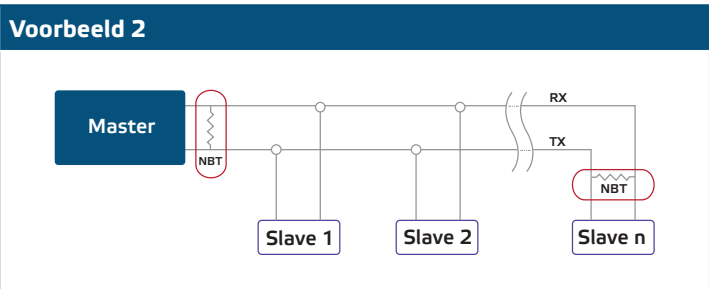 Voorbeeld 2
RX
Master
TX
NBT
NBT
Slave 1
Slave 2
Slave n